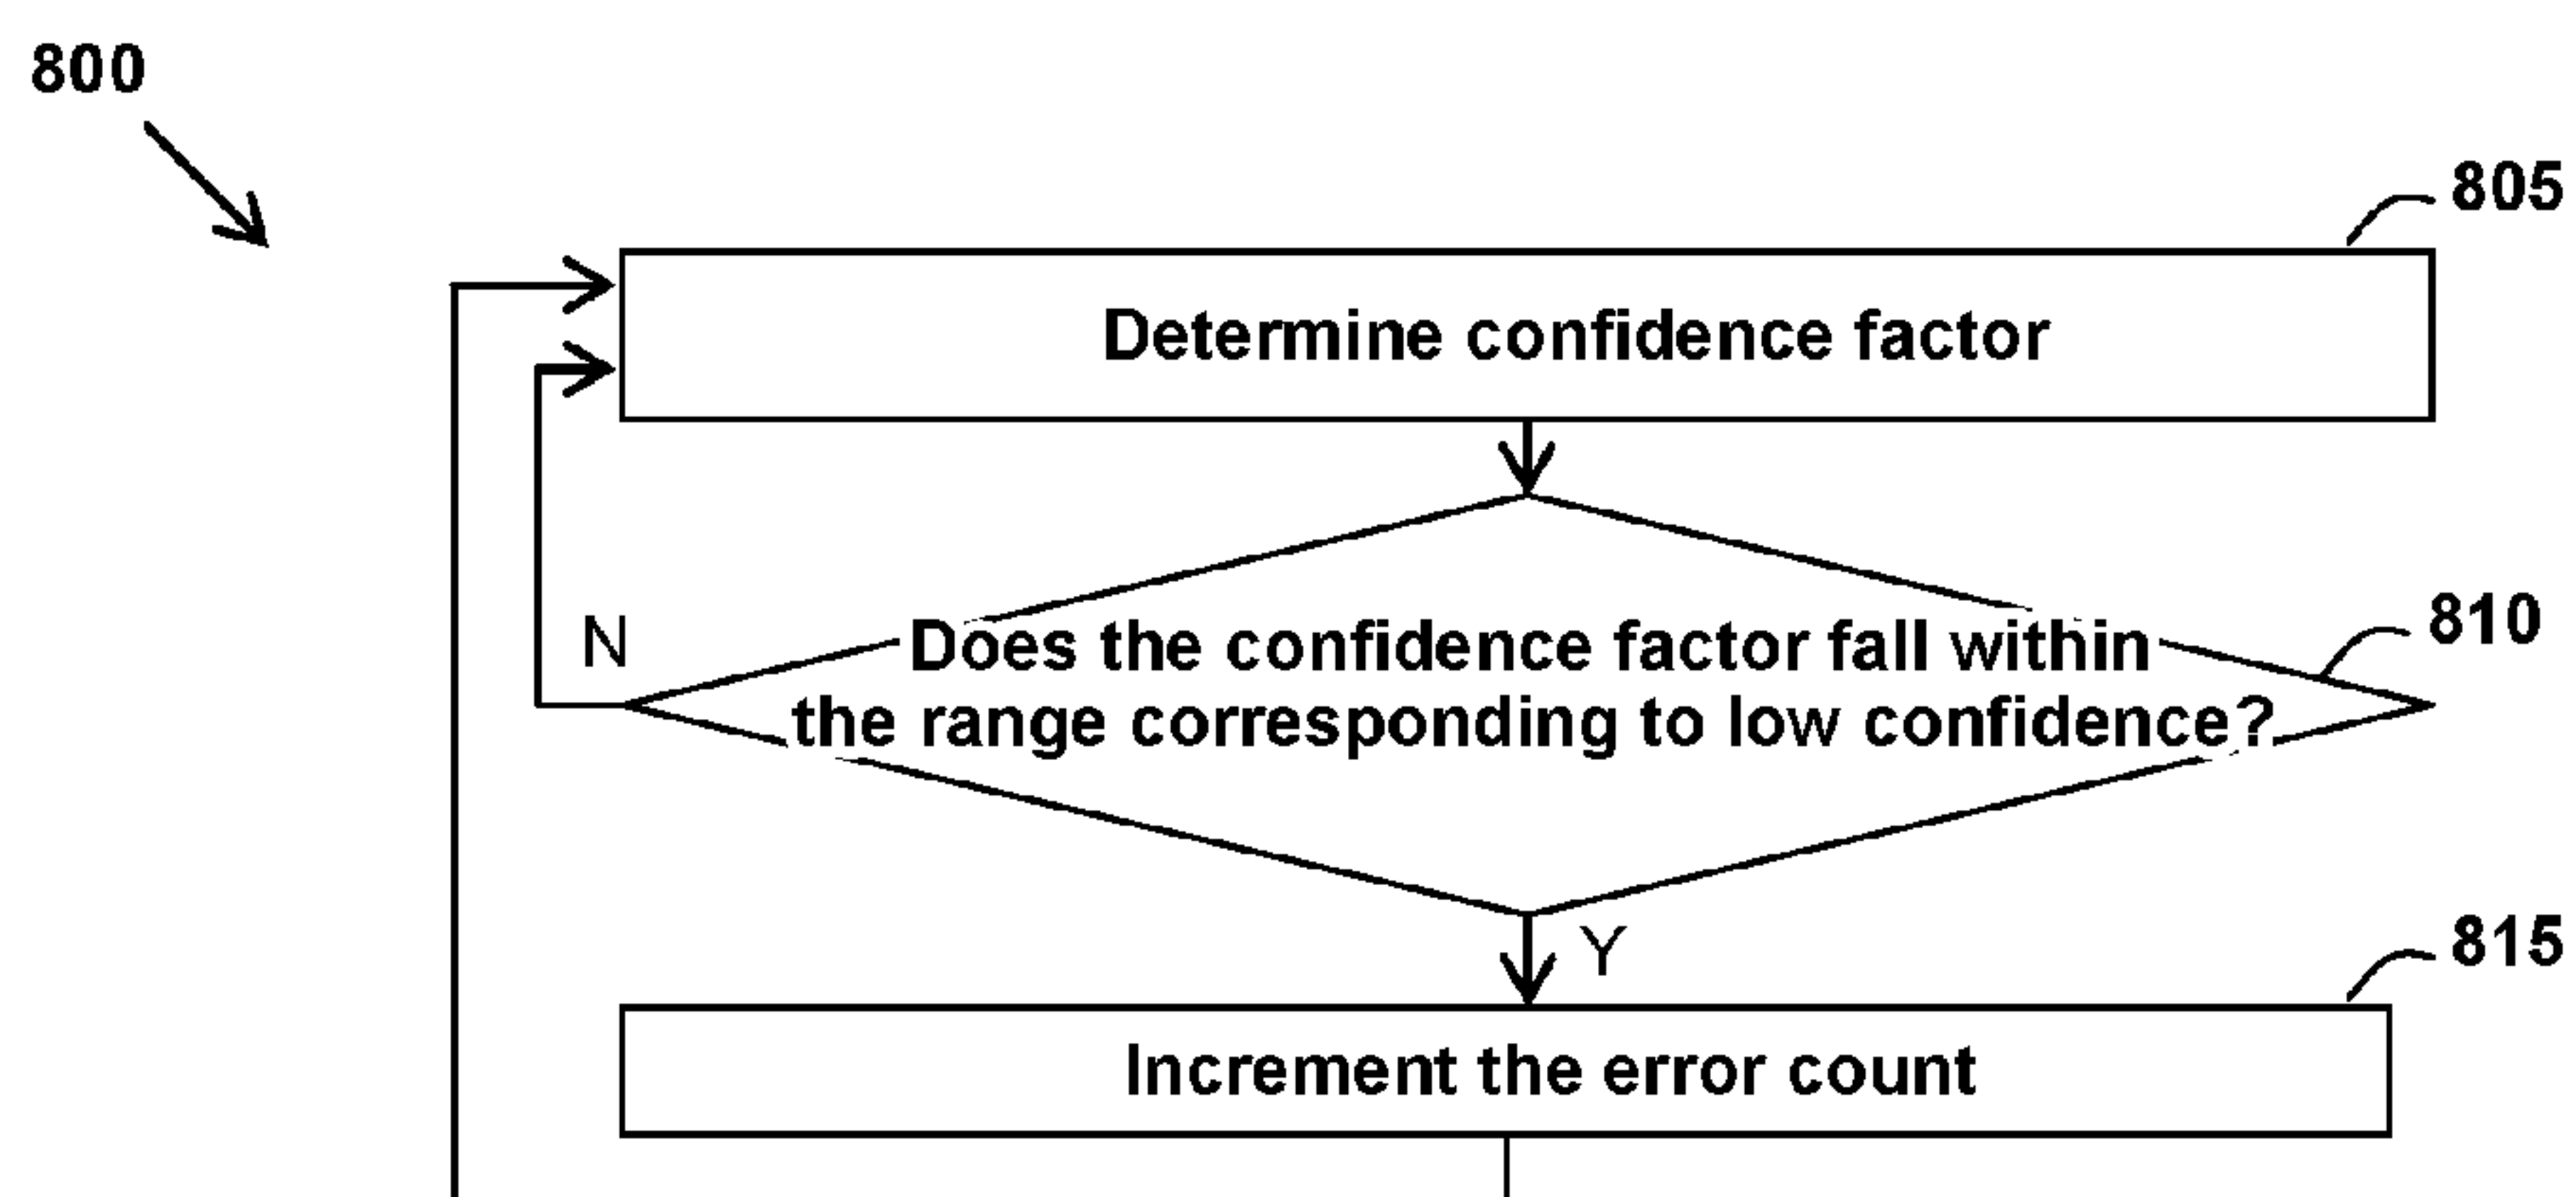 800
805
Determine confidence factor
N
Does the confidence factor fall within
the range corresponding to low confidence?
810
Y
815
Increment the error count